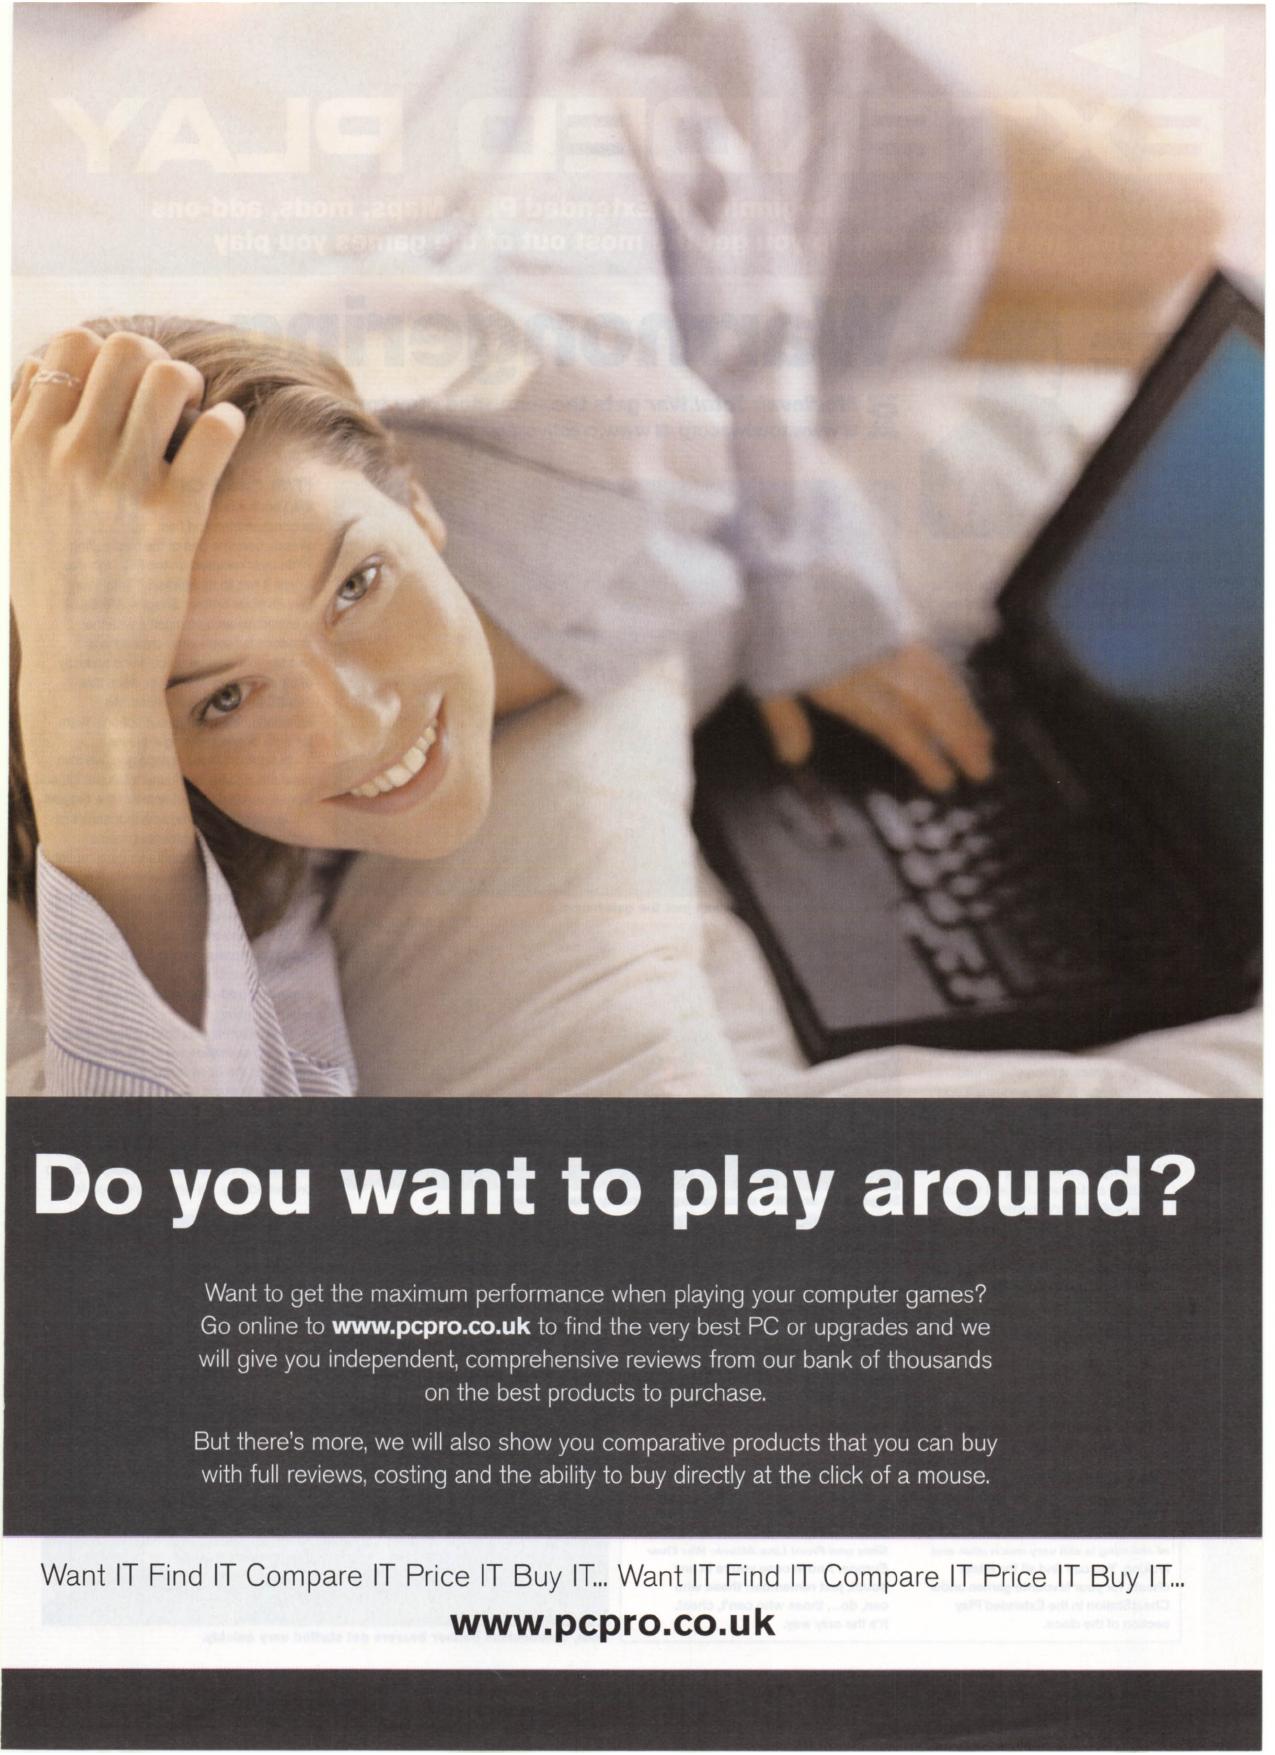 Do you want to play around?
Want to get the maximum performance when playing your computer games?
Go online to www.pcpro.co.uk to find the very best PC or upgrades and we
will give you independent, comprehensive reviews from our bank of thousands
on the best products to purchase.
But there's more, we will also show you comparative products that you can buy
with full reviews, costing and the ability to buy directly at the click of a mouse.
Want IT Find IT Compare IT Price IT Buy IT... Want IT Find IT Compare IT Price IT Buy IT...
www.pcpro.co.uk